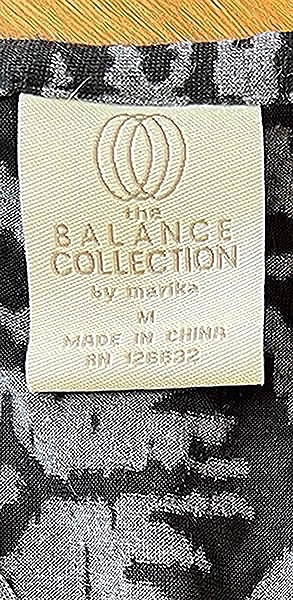 the
BALANCE
COLLECTION
by marika
M
MADE IN CHINA
RN 126832